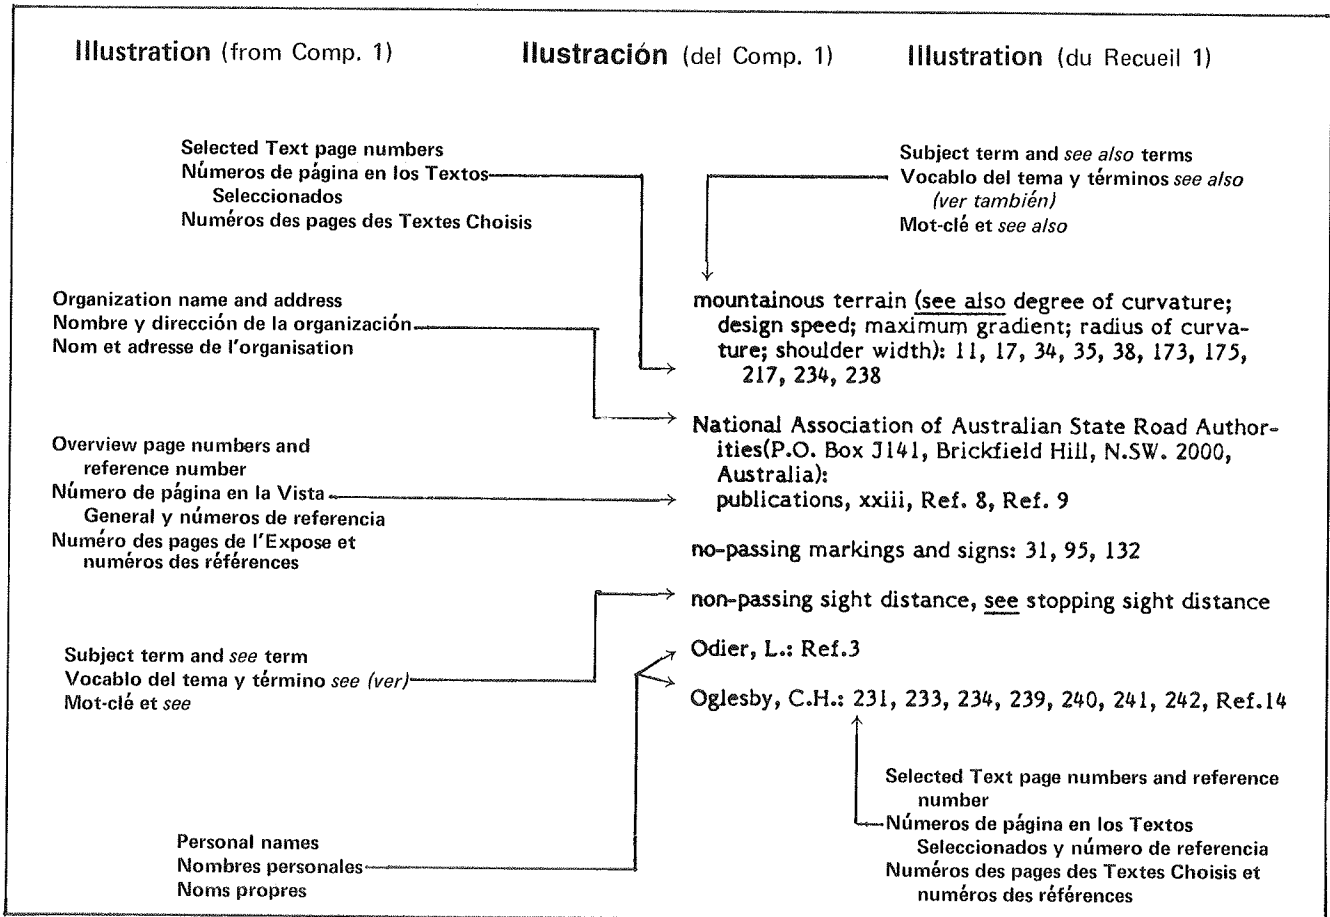 Illustration (from Comp. 1)
Ilustración (del Comp. 1)
Illustration (du Recueil 1)
Selected Text page numbers
Números de página en los Textos
Seleccionados
Numéros des pages des Textes Choisis
Subject term and see also terms
Vocablo del tema y términos see also
(ver también)
Mot-clé et see also
Organization name and address
Nombre y dirección de la organización
Nom et adresse de l'organisation
mountainous terrain (see also degree of curvature;
design speed; maximum gradient; radius of curva-
ture; shoulder width): 11, 17, 34, 35, 38, 173, 175,
217, 234, 238
National Association of Australian State Road Author-
ities(P.O. Box J141, Brickfield Hill, N.SW. 2000,
Australia):
publications, xxiii, Ref. 8, Ref. 9
Overview page numbers and
reference number
Número de página en la Vista
General y números de referencia
Numéro des pages de l'Expose et
numéros des références
no-passing markings and signs: 31, 95, 132
non-passing sight distance, see stopping sight distance
Subject term and see term
Vocablo del tema y término see (ver)
Mot-clé et see
Odier, L.: Ref.3
Oglesby, C.H.: 231, 233, 234, 239, 240, 241, 242, Ref.14
Personal names
Nombres personales
Noms propres
Selected Text page numbers and reference
number
Números de página en los Textos
Seleccionados y número de referencia
Numéros des pages des Textes Choisis et
numéros des références